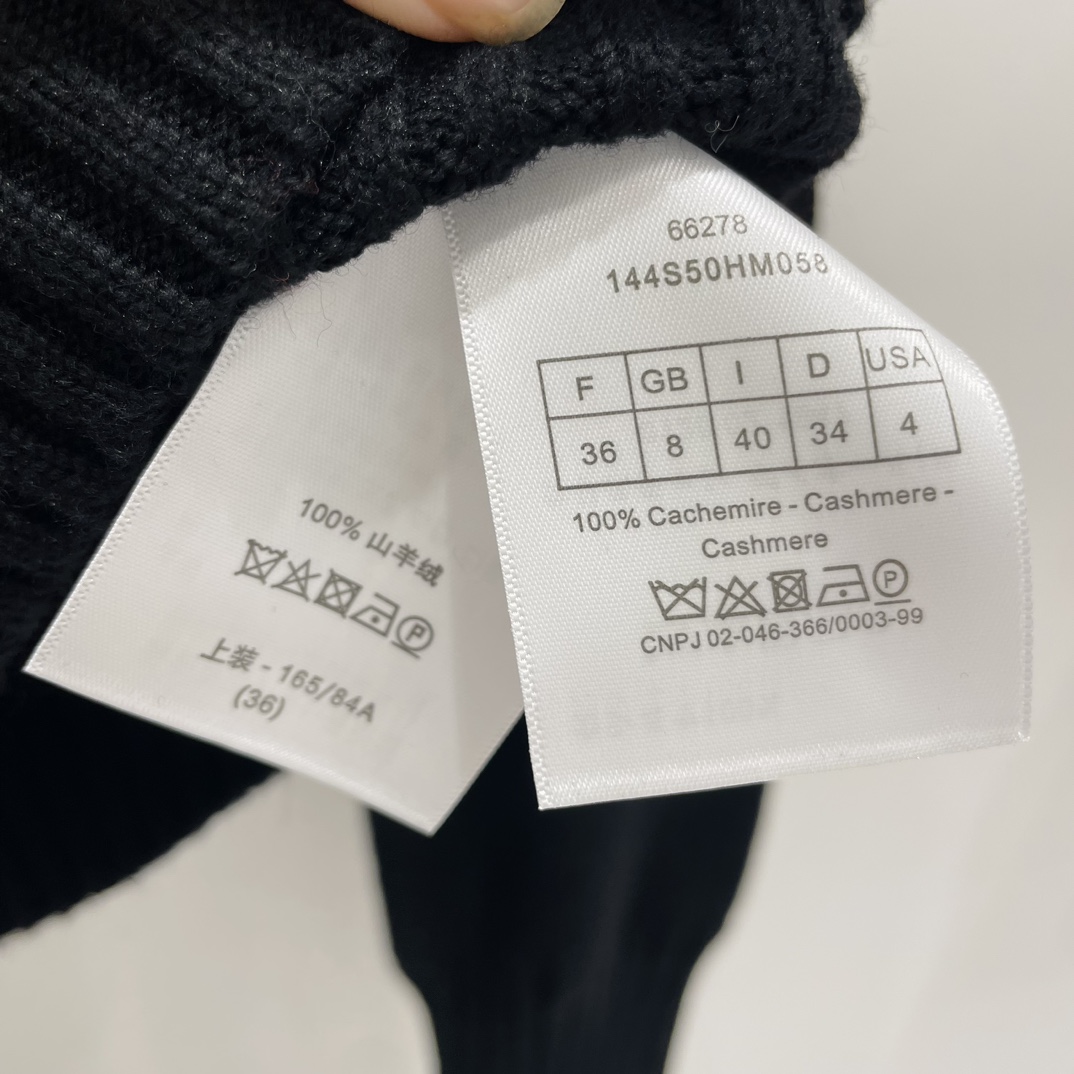 66278
144S50HM058
F GB I D USA
36 8 40 34 4
100% Cachemire - Cashmere -
Cashmere
P
CNPJ 02-046-366/0003-99
100% 山羊绒
P
上装 - 165/84A
(36)